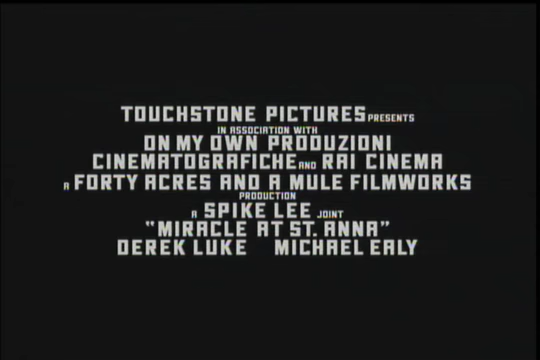 TOUCHSTONE PICTURES PRESENTS
IN ASSOCIATION WITH
ON MY OWN PRODUZIONI
CINEMATOGRAFICHE AND RAI CINEMA
A FORTY ACRES AND A MULE FILMWORKS
PRODUCTION
A SPIKE LEE JOINT
"MIRACLE AT ST. ANNA"
DEREK LUKE MICHAEL EALY